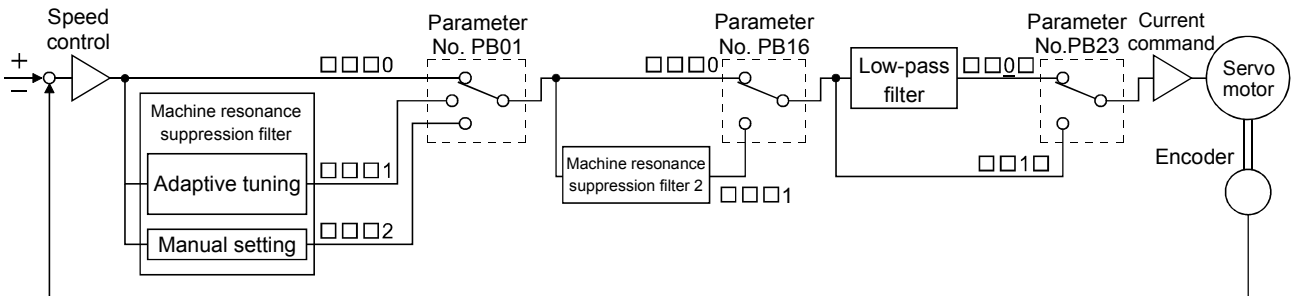 Speed
control
+
−
Parameter
No. PB01
Parameter
No. PB16
Parameter
No.PB23
Current
command
Servo
motor
Encoder
□□□0
Machine resonance
suppression filter
Adaptive tuning
□□□1
Manual setting
□□□2
□□□0
Machine resonance
suppression filter 2
□□□1
Low-pass
filter
□□0□
□□1□